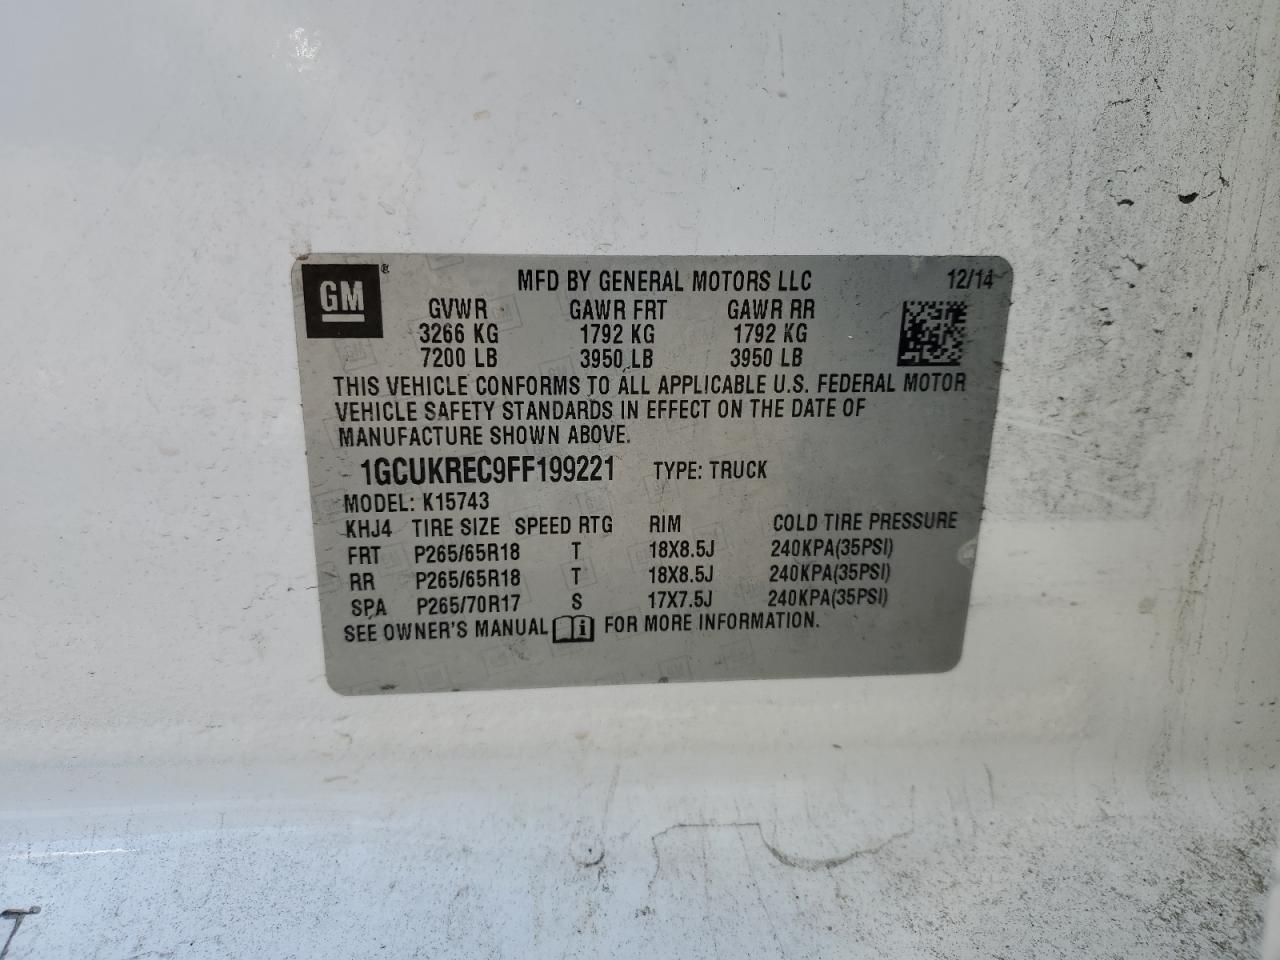 GM ® MFD BY GENERAL MOTORS LLC 12/14
GVWR GAWR FRT GAWR RR
3266 KG 1792 KG 1792 KG
7200 LB 3950 LB 3950 LB
THIS VEHICLE CONFORMS TO ALL APPLICABLE U.S. FEDERAL MOTOR
VEHICLE SAFETY STANDARDS IN EFFECT ON THE DATE OF
MANUFACTURE SHOWN ABOVE.
1GCUKREC9FF199221 TYPE: TRUCK
MODEL: K15743
KHJ4 TIRE SIZE SPEED RTG RIM COLD TIRE PRESSURE
FRT P265/65R18 T 18X8.5J 240KPA(35PSI)
RR P265/65R18 T 18X8.5J 240KPA(35PSI)
SPA P265/70R17 S 17X7.5J 240KPA(35PSI)
SEE OWNER'S MANUAL i FOR MORE INFORMATION.